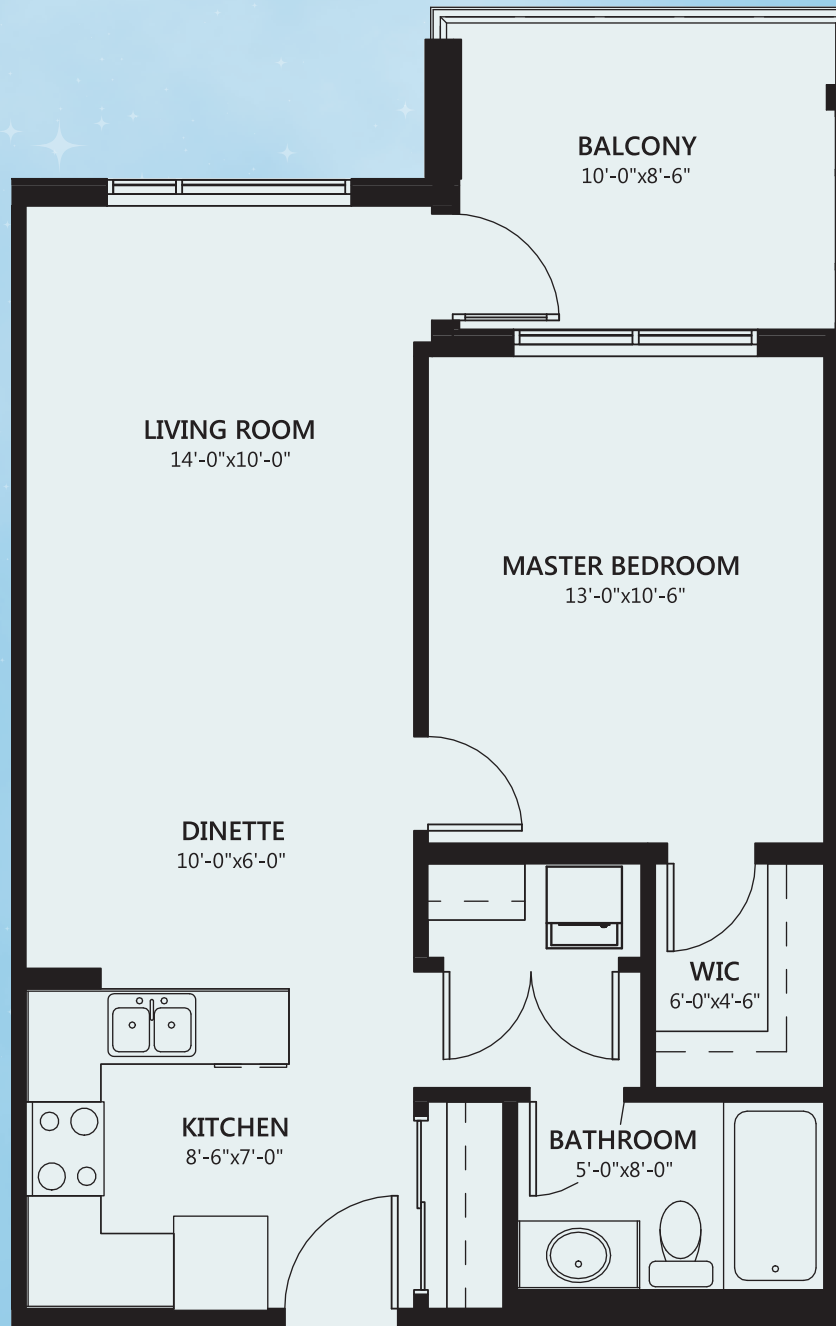 BALCONY
10'-0"x8'-6"
LIVING ROOM
14'-0"x10'-0"
MASTER BEDROOM
13'-0"x10'-6"
DINETTE
10'-0"x6'-0"
WIC
6'-0"x4'-6"
KITCHEN
8'-6"x7'-0"
BATHROOM
5'-0"x8'-0"